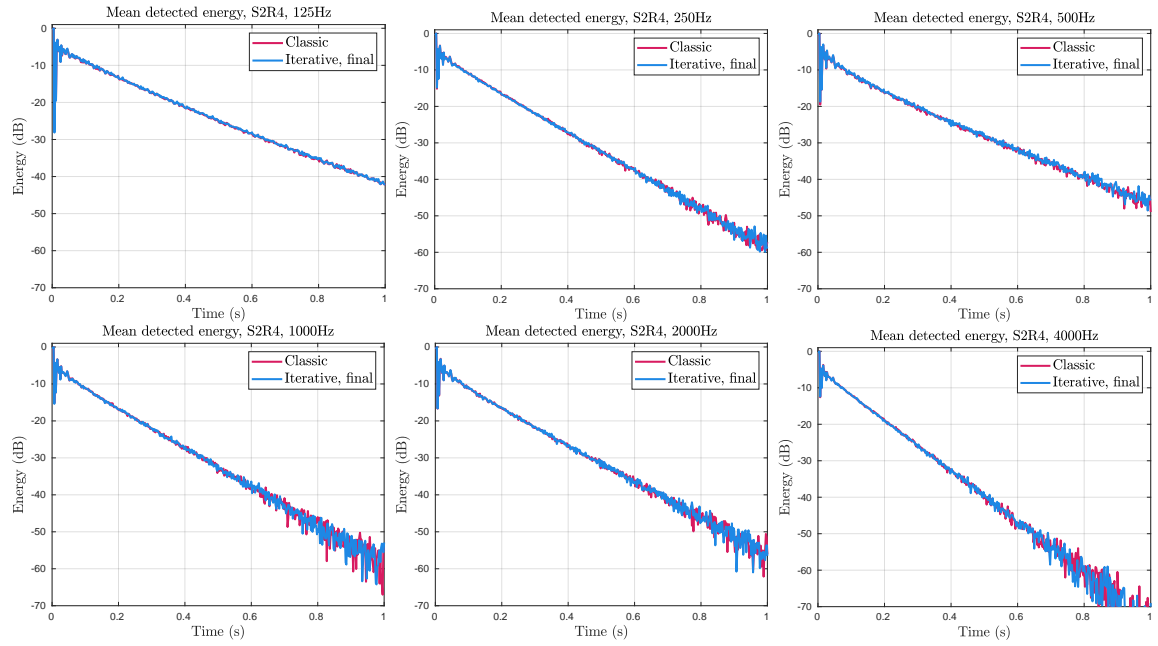 Mean detected energy, S2R4, 125Hz
Classic
Iterative, final
0
-10
-20
-30
-40
-50
-60
-70
Energy (dB)
0 0.2 0.4 0.6 0.8 1
Time (s)
Mean detected energy, S2R4, 250Hz
Classic
Iterative, final
0
-10
-20
-30
-40
-50
-60
-70
Energy (dB)
0 0.2 0.4 0.6 0.8 1
Time (s)
Mean detected energy, S2R4, 500Hz
Classic
Iterative, final
0
-10
-20
-30
-40
-50
-60
-70
Energy (dB)
0 0.2 0.4 0.6 0.8 1
Time (s)
Mean detected energy, S2R4, 1000Hz
Classic
Iterative, final
0
-10
-20
-30
-40
-50
-60
-70
Energy (dB)
0 0.2 0.4 0.6 0.8 1
Time (s)
Mean detected energy, S2R4, 2000Hz
Classic
Iterative, final
0
-10
-20
-30
-40
-50
-60
-70
Energy (dB)
0 0.2 0.4 0.6 0.8 1
Time (s)
Mean detected energy, S2R4, 4000Hz
Classic
Iterative, final
0
-10
-20
-30
-40
-50
-60
-70
Energy (dB)
0 0.2 0.4 0.6 0.8 1
Time (s)